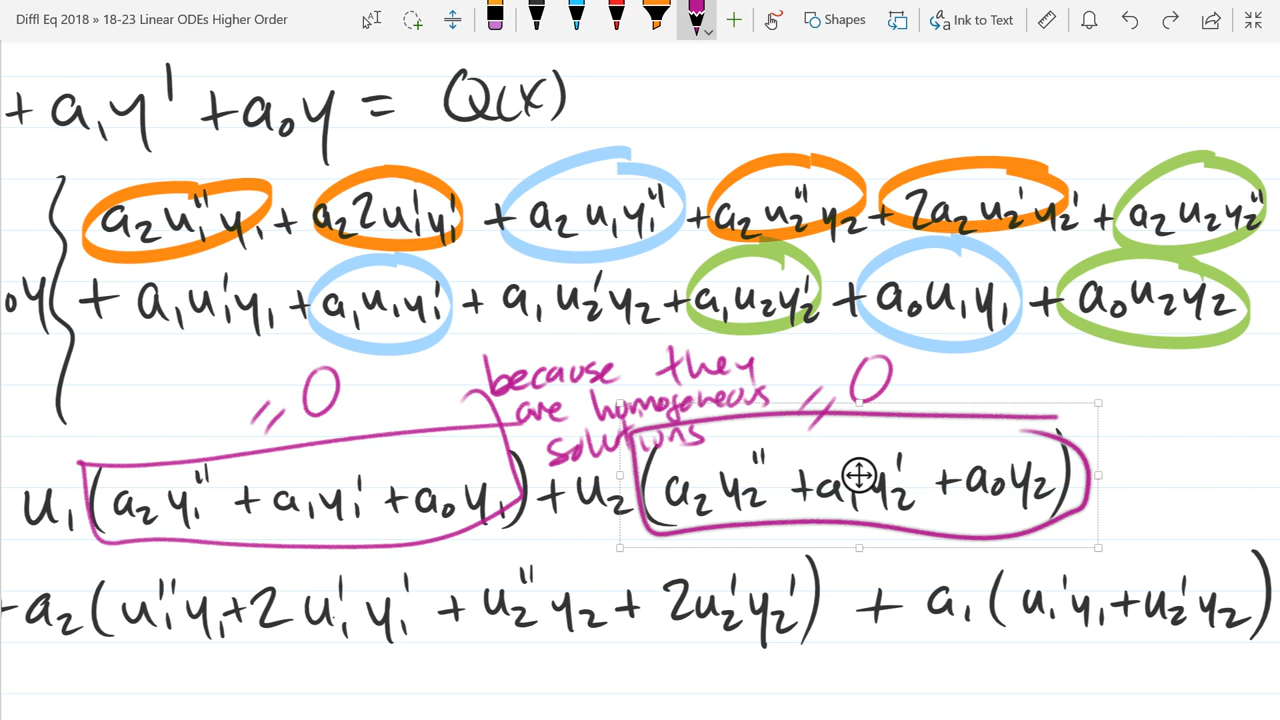 Diffl Eq 2018 » 18-23 Linear ODEs Higher Order
Shapes Ink to Text
+ a₁y' + a₀y = Q(x)
a₂u₁''y₁ + a₂2u₁'y₁' + a₂u₁y₁'' + a₂u₂''y₂ + 2a₂u₂'y₂' + a₂u₂y₂''
₀y { + a₁u₁'y₁ + a₁u₁y₁' + a₁u₂'y₂ + a₁u₂y₂' + a₀u₁y₁ + a₀u₂y₂
= 0 because they = 0
are homogeneous
solutions
u₁(a₂y₁'' + a₁y₁' + a₀y₁) + u₂(a₂y₂'' + a₁y₂' + a₀y₂)
+ a₂(u₁''y₁ + 2u₁'y₁' + u₂''y₂ + 2u₂'y₂') + a₁(u₁'y₁ + u₂'y₂)